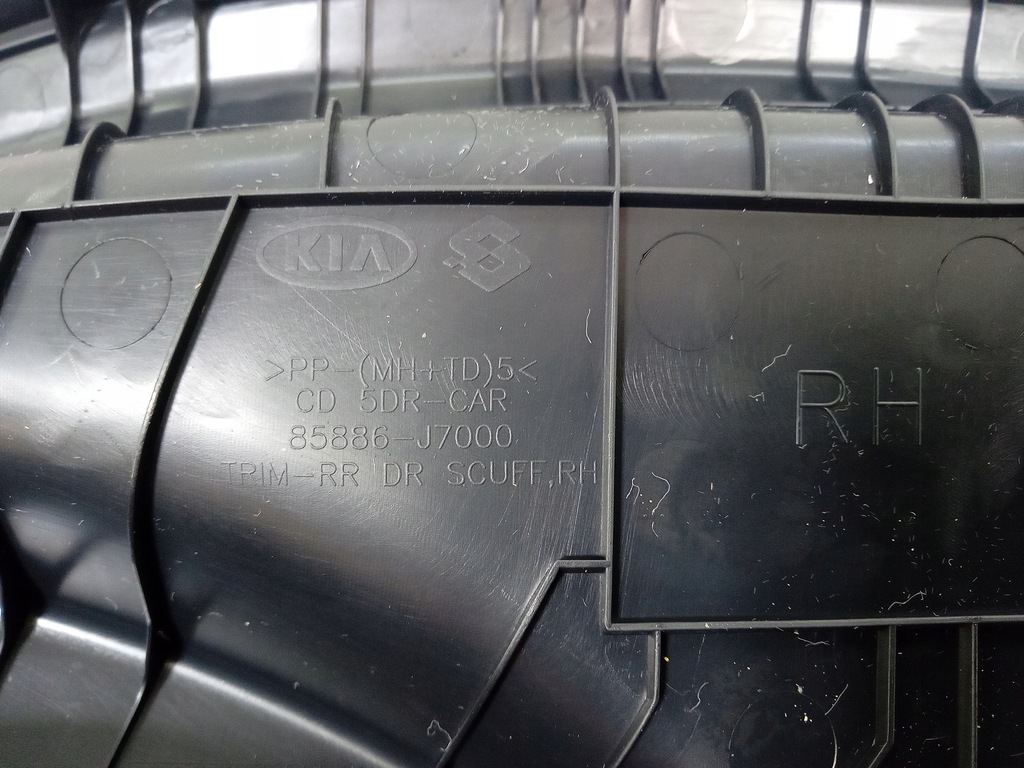 KIA
>PP-(MH+TD)5<
CD 5DR-CAR
85886-J7000
TRIM-RR DR SCUFF,RH
RH